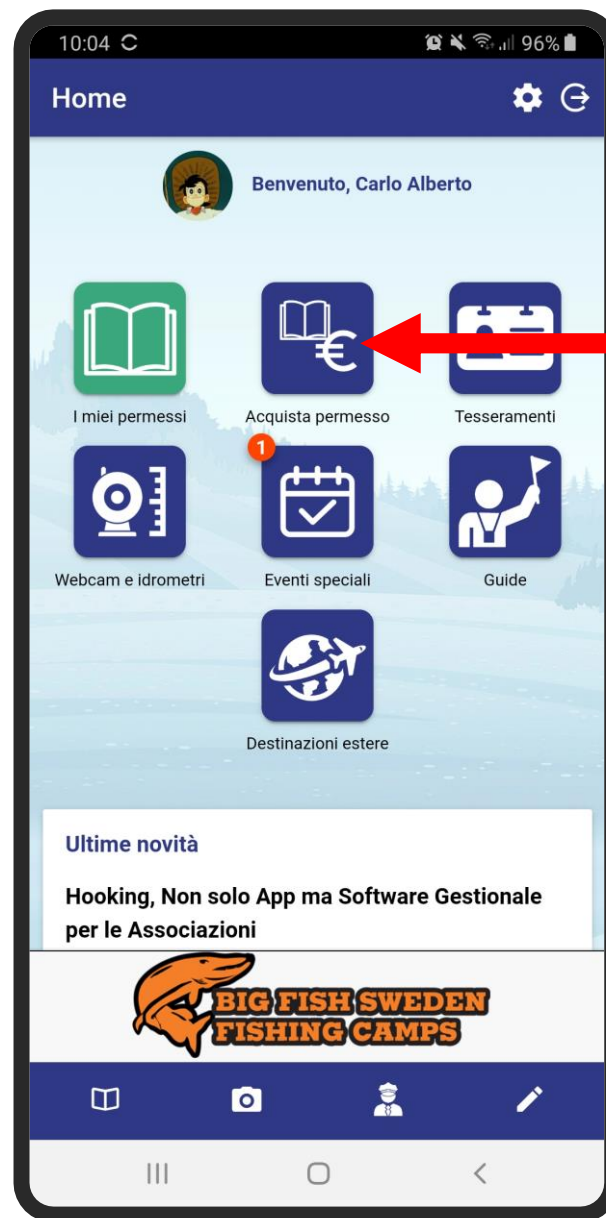 10:04
96%
Home
Benvenuto, Carlo Alberto
€
I miei permessi
Acquista permesso
Tesseramenti
1
Webcam e idrometri
Eventi speciali
Guide
Destinazioni estere
Ultime novità
Hooking, Non solo App ma Software Gestionale
per le Associazioni
BIG FISH SWEDEN
FISHING CAMPS